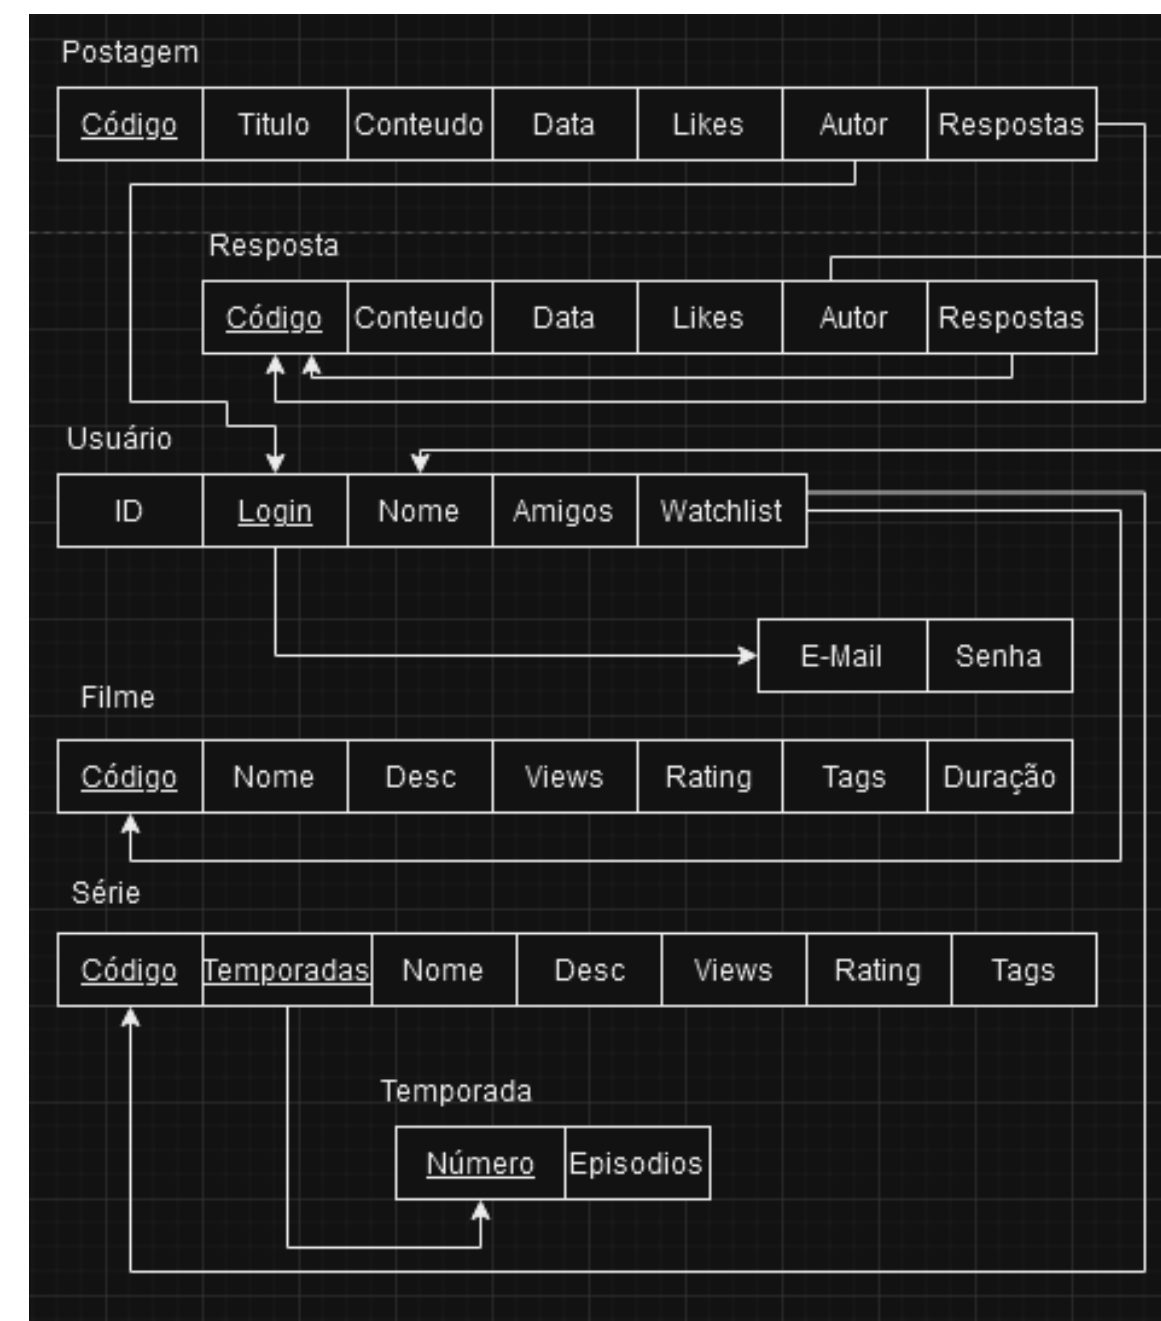 Postagem
Código Titulo Conteudo Data Likes Autor Respostas
Resposta
Código Conteudo Data Likes Autor Respostas
Usuário
ID Login Nome Amigos Watchlist
E-Mail Senha
Filme
Código Nome Desc Views Rating Tags Duração
Série
Código Temporadas Nome Desc Views Rating Tags
Temporada
Número Episodios